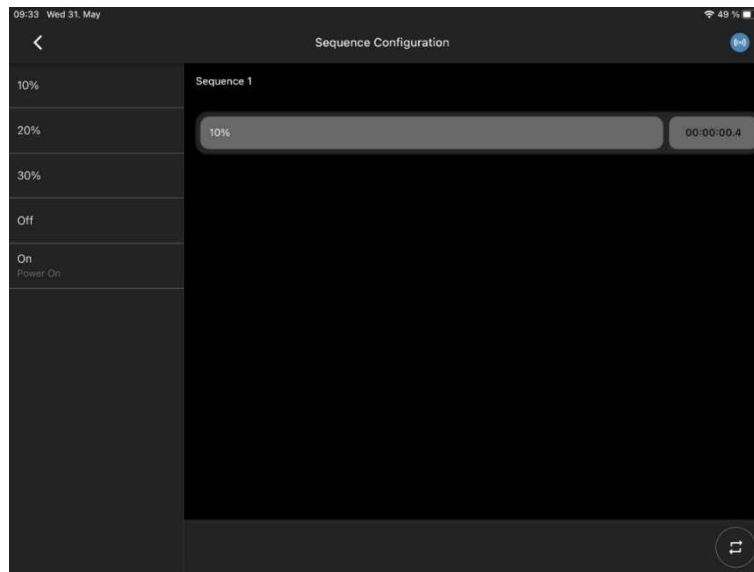 09:33 Wed 31. May
49 %
Sequence Configuration
10%
20%
30%
Off
On
Power On
Sequence 1
10%
00:00:00.4